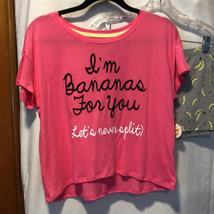 I'm
Bananas
For You
(Let's never split)